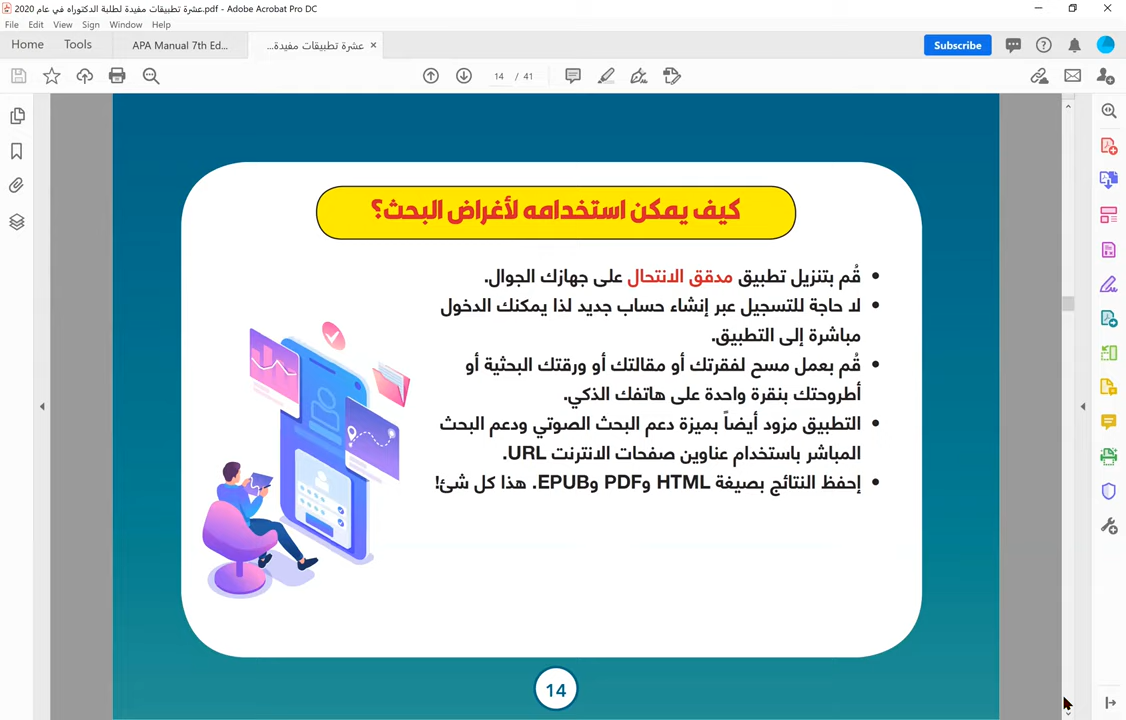 عشرة تطبيقات مفيدة لطلبة الدكتوراه في عام 2020.pdf - Adobe Acrobat Pro DC
File Edit View Sign Window Help
Home Tools APA Manual 7th Ed... عشرة تطبيقات مفيدة... × Subscribe
14 / 41
كيف يمكن استخدامه لأغراض البحث؟
• قُم بتنزيل تطبيق مدقق الانتحال على جهازك الجوال.
• لا حاجة للتسجيل عبر إنشاء حساب جديد لذا يمكنك الدخول
مباشرة إلى التطبيق.
• قُم بعمل مسح لفقرتك أو مقالتك أو ورقتك البحثية أو
أطروحتك بنقرة واحدة على هاتفك الذكي.
• التطبيق مزود أيضاً بميزة دعم البحث الصوتي ودعم البحث
المباشر باستخدام عناوين صفحات الانترنت URL.
• إحفظ النتائج بصيغة HTML وPDF وEPUB. هذا كل شئ!
14